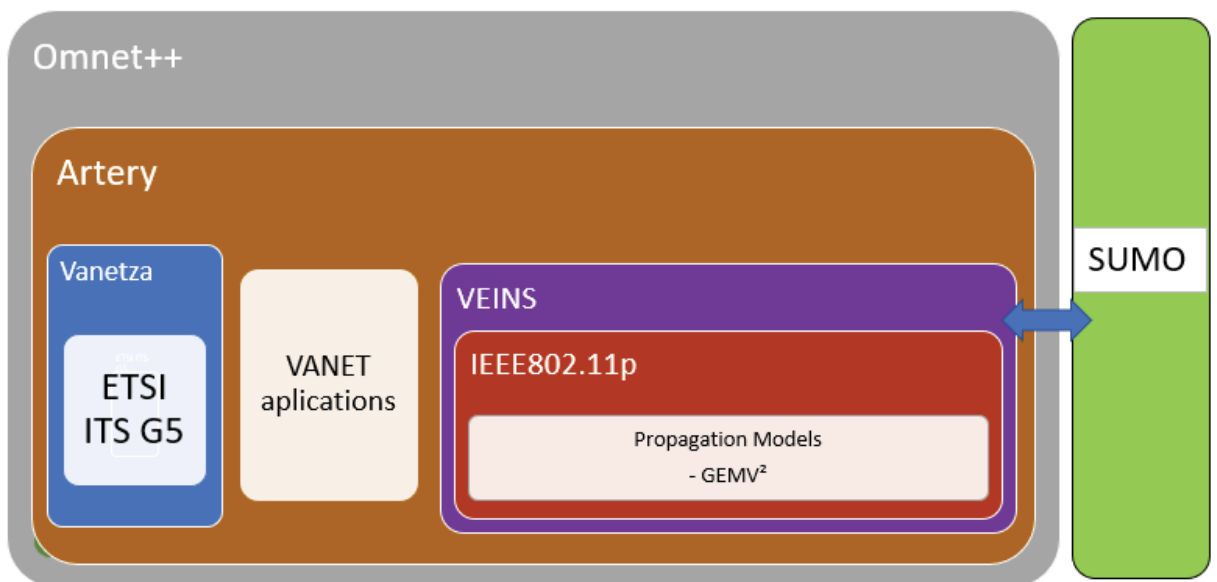 Omnet++
Artery
Vanetza
ETSI
ITS G5
VANET
aplications
VEINS
IEEE802.11p
Propagation Models
- GEMV²
SUMO